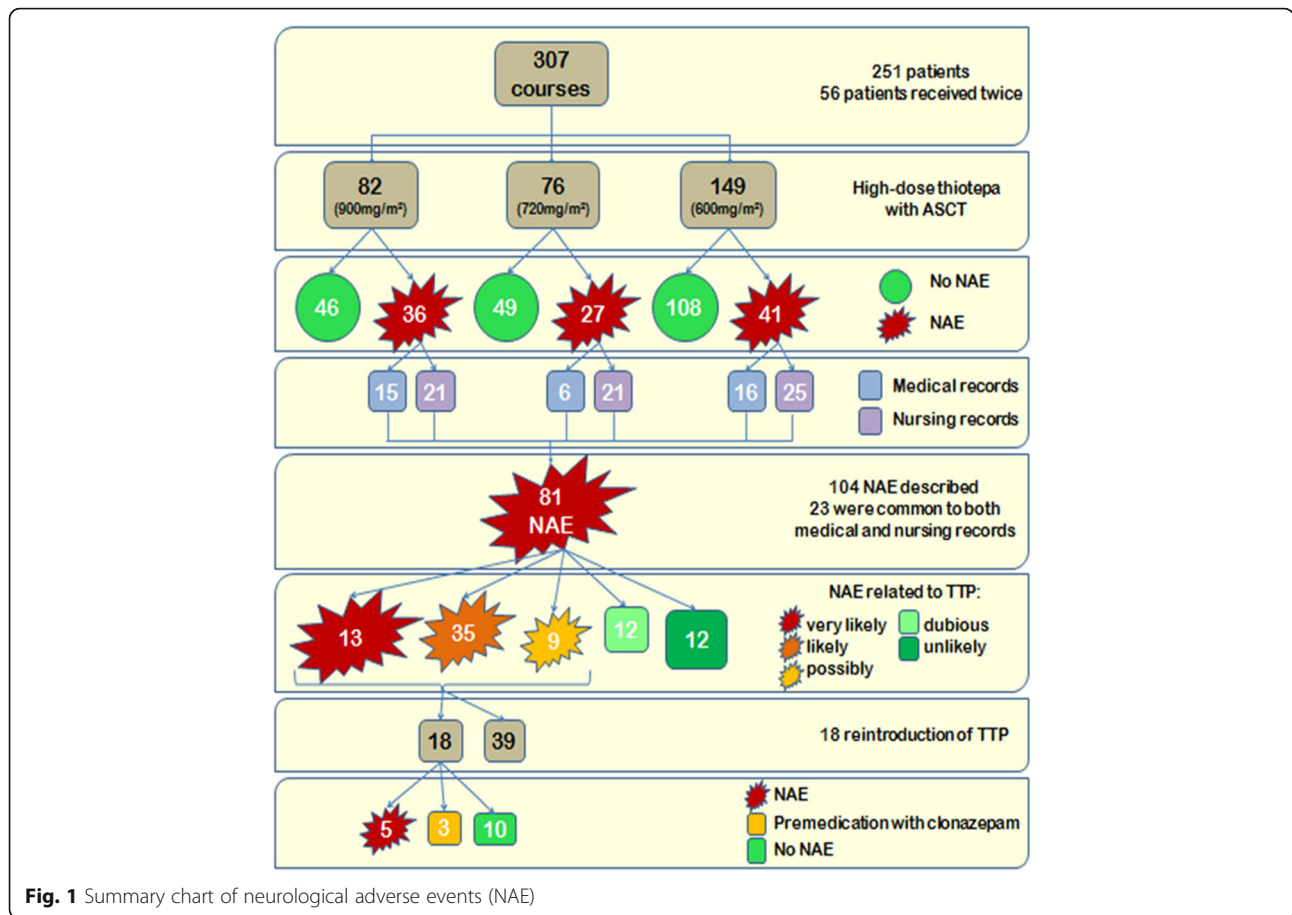 307
courses
251 patients
56 patients received twice
82
(900mg/m²)
76
(720mg/m²)
149
(600mg/m²)
High-dose thiotepa
with ASCT
46
36
49
27
108
41
No NAE
NAE
15
21
6
21
16
25
Medical records
Nursing records
81
NAE
104 NAE described
23 were common to both
medical and nursing records
13
35
9
12
12
NAE related to TTP:
very likely
likely
possibly
dubious
unlikely
18
39
18 reintroduction of TTP
5
3
10
NAE
Premedication with clonazepam
No NAE
Fig. 1 Summary chart of neurological adverse events (NAE)